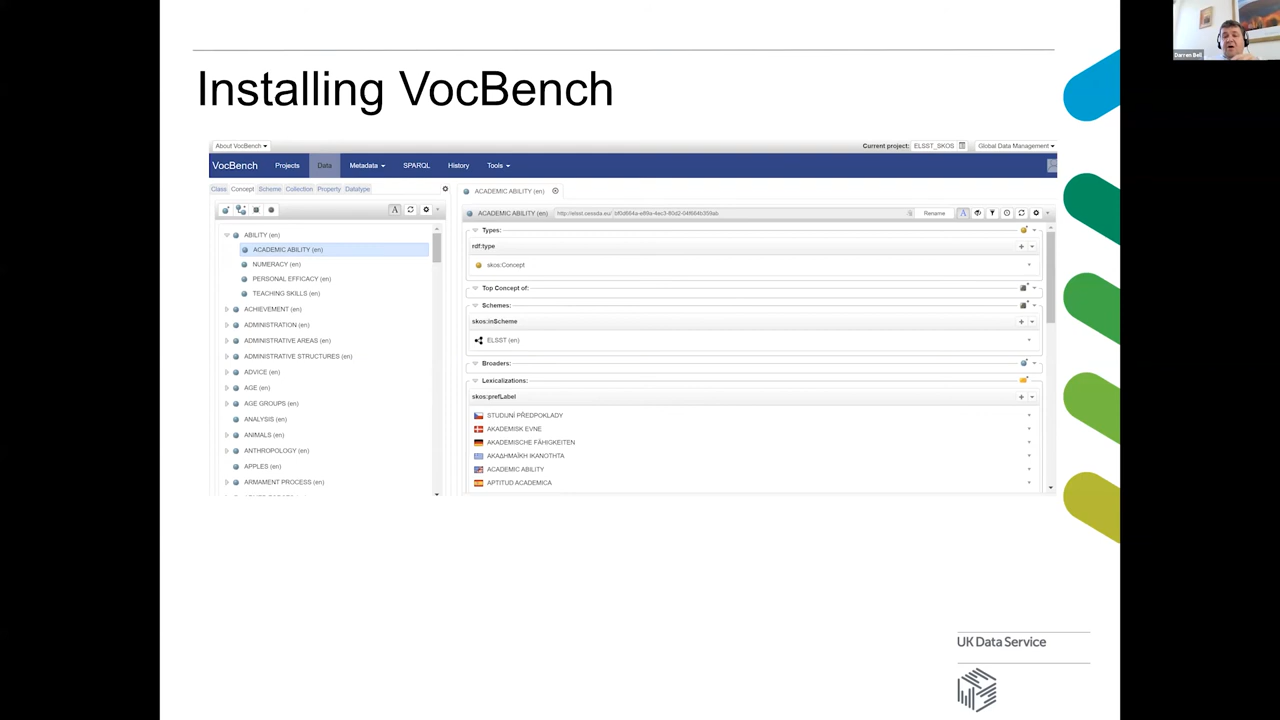 Installing VocBench
Darren Bell
About VocBench
Current project: ELSST_SKOS
Global Data Management
VocBench Projects Data Metadata SPARQL History Tools
Class Concept Scheme Collection Property Datatype
ABILITY (en)
ACADEMIC ABILITY (en)
NUMERACY (en)
PERSONAL EFFICACY (en)
TEACHING SKILLS (en)
ACHIEVEMENT (en)
ADMINISTRATION (en)
ADMINISTRATIVE AREAS (en)
ADMINISTRATIVE STRUCTURES (en)
ADVICE (en)
AGE (en)
AGE GROUPS (en)
ANALYSIS (en)
ANIMALS (en)
ANTHROPOLOGY (en)
APPLES (en)
ARMAMENT PROCESS (en)
ACADEMIC ABILITY (en)
ACADEMIC ABILITY (en)
Rename
Types:
rdf:type
skos:Concept
Top Concept of:
Schemes:
skos:inScheme
ELSST (en)
Broaders:
Lexicalizations:
skos:prefLabel
STUDIJNÍ PŘEDPOKLADY
AKADEMISK EVNE
AKADEMISCHE FÄHIGKEITEN
ΑΚΑΔΗΜΑΪΚΗ ΙΚΑΝΟΤΗΤΑ
ACADEMIC ABILITY
APTITUD ACADEMICA
UK Data Service